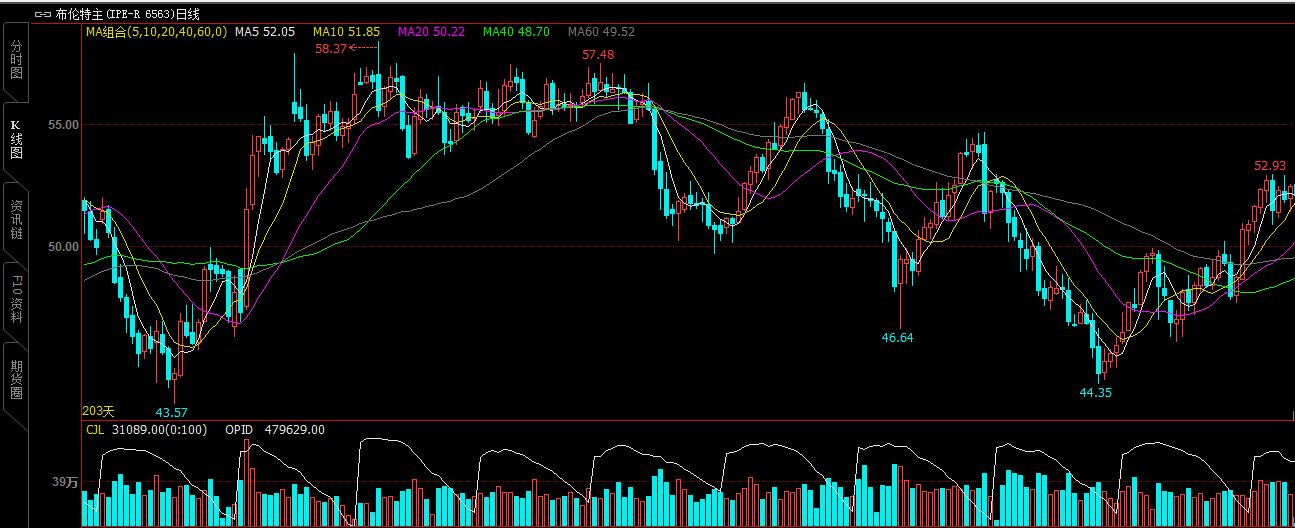 布伦特主(IPE-R 6563)日线
MA组合(5,10,20,40,60,0) MA5 52.05 MA10 51.85 MA20 50.22 MA40 48.70 MA60 49.52
分时图
K线图
资讯链
F10资料
期货圈
58.37
57.48
55.00
52.93
50.00
46.64
44.35
43.57
203天
CJL 31089.00(0:100) OPID 479629.00
39万